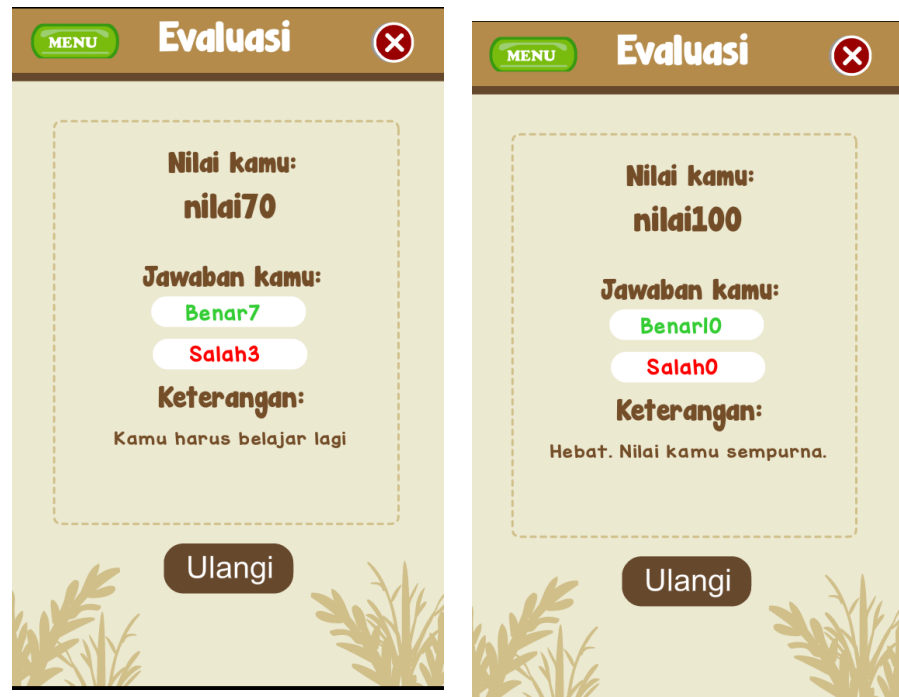 MENU
Evaluasi
Nilai kamu:
nilai70
Jawaban kamu:
Benar7
Salah3
Keterangan:
Kamu harus belajar lagi
Ulangi
MENU
Evaluasi
Nilai kamu:
nilai100
Jawaban kamu:
Benar10
Salah0
Keterangan:
Hebat. Nilai kamu sempurna.
Ulangi